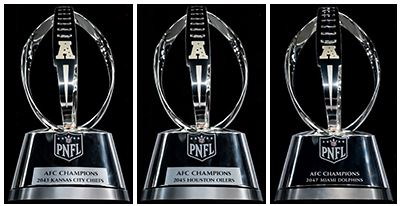 A
PNFL
AFC CHAMPIONS
2043 KANSAS CITY CHIEFS
A
PNFL
AFC CHAMPIONS
2045 HOUSTON OILERS
A
PNFL
AFC CHAMPIONS
2047 MIAMI DOLPHINS